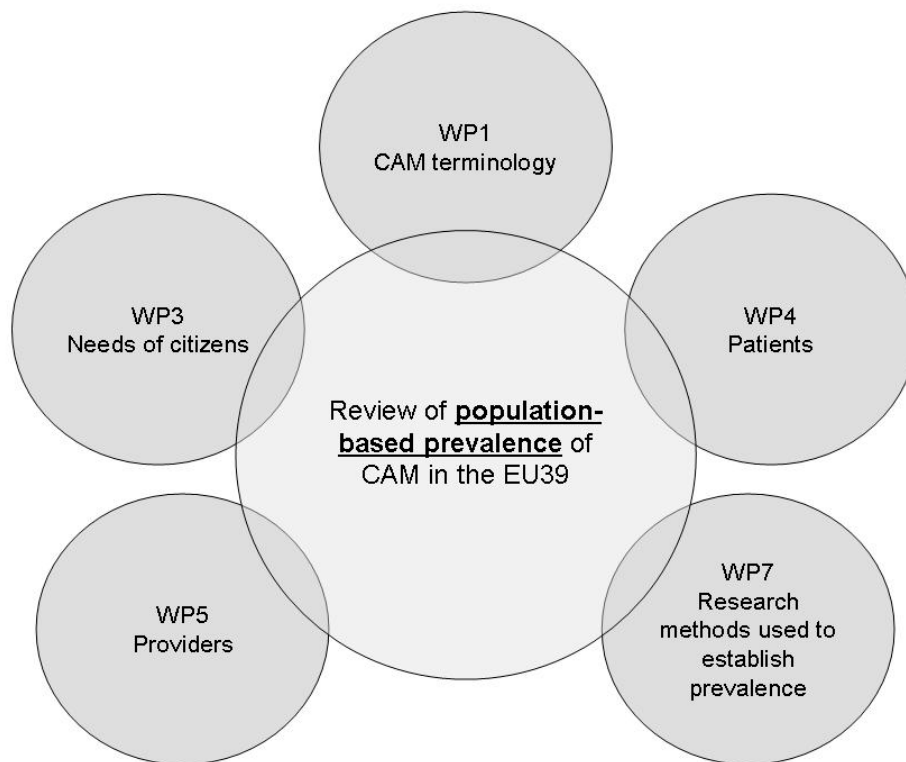 WP1
CAM terminology
WP3
Needs of citizens
WP4
Patients
Review of population-
based prevalence of
CAM in the EU39
WP5
Providers
WP7
Research
methods used to
establish
prevalence